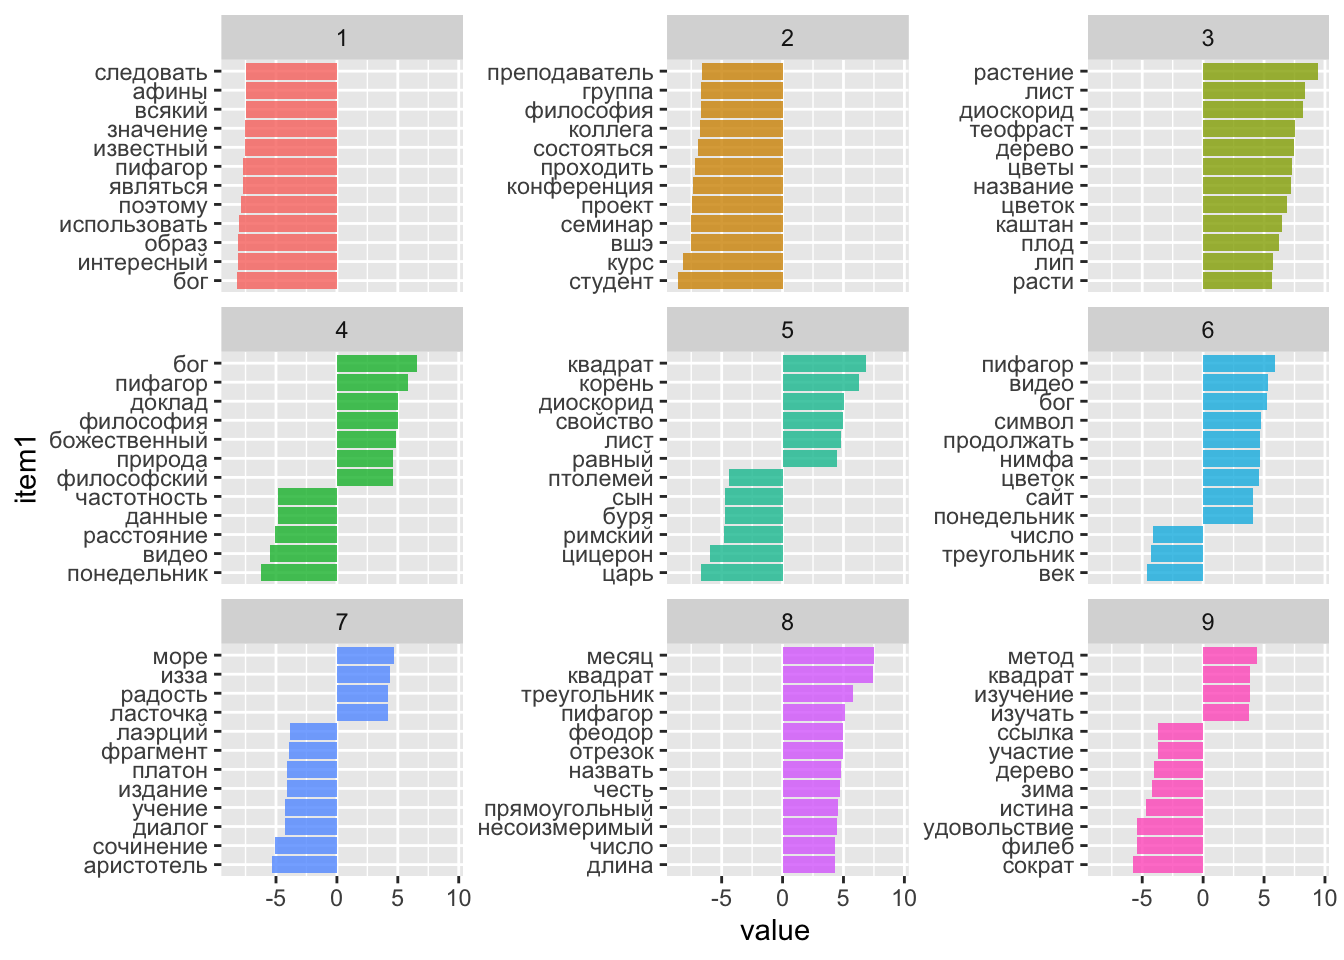 1
следовать
афины
всякий
значение
известный
пифагор
являться
поэтому
использовать
образ
интересный
бог
2
преподаватель
группа
философия
коллега
состояться
проходить
конференция
проект
семинар
вшэ
курс
студент
3
растение
лист
диоскорид
теофраст
дерево
цветы
название
цветок
каштан
плод
лип
расти
4
бог
пифагор
доклад
философия
божественный
природа
философский
частотность
данные
расстояние
видео
понедельник
5
квадрат
корень
диоскорид
свойство
лист
равный
птолемей
сын
буря
римский
цицерон
царь
6
пифагор
видео
бог
символ
продолжать
нимфа
цветок
сайт
понедельник
число
треугольник
век
7
море
изза
радость
ласточка
лаэрций
фрагмент
платон
издание
учение
диалог
сочинение
аристотель
-5 0 5 10
8
месяц
квадрат
треугольник
пифагор
феодор
отрезок
назвать
честь
прямоугольный
несоизмеримый
число
длина
-5 0 5 10
9
метод
квадрат
изучение
изучать
ссылка
участие
дерево
зима
истина
удовольствие
филеб
сократ
-5 0 5 10
item1
value